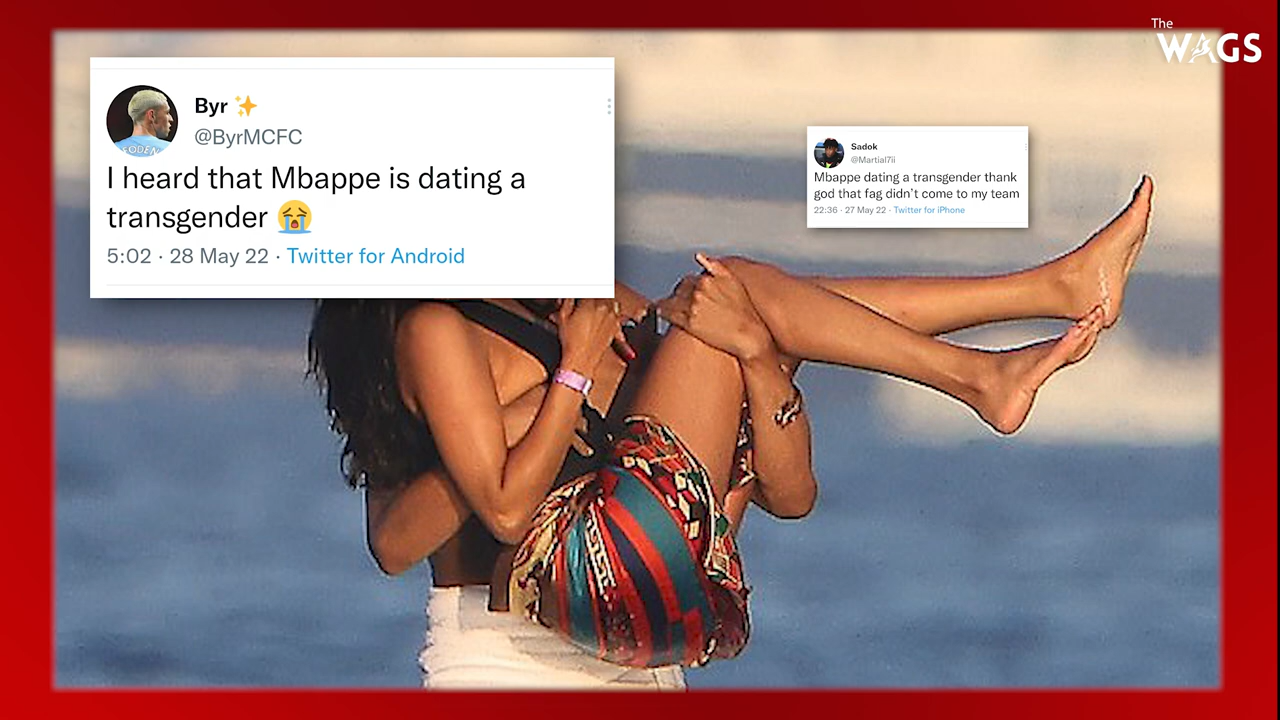 The
WAGS
Byr ✨
@ByrMCFC
I heard that Mbappe is dating a
transgender 😭
5:02 · 28 May 22 · Twitter for Android
FODEN
Sadok
@Martial7ii
Mbappe dating a transgender thank
god that fag didn't come to my team
22:36 · 27 May 22 · Twitter for iPhone